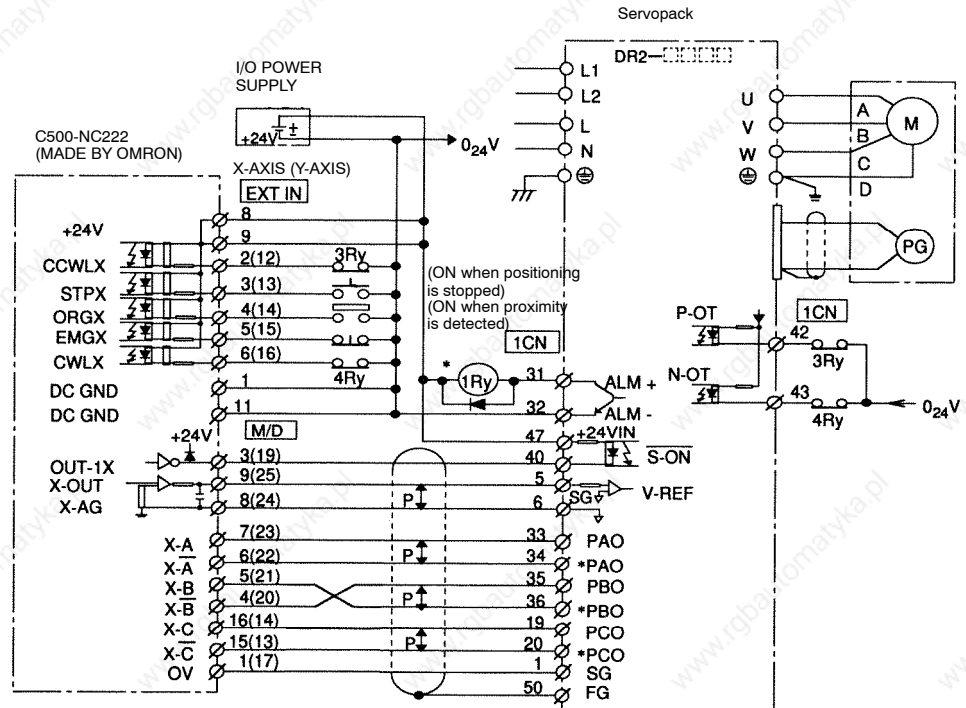 Servopack
DR2-
L1
L2
L
N
U
V
W
A
B
C
D
M
PG
I/O POWER
SUPPLY
+24V
±
024V
C500-NC222
(MADE BY OMRON)
X-AXIS (Y-AXIS)
EXT IN
+24V
8
9
CCWLX
2(12)
3Ry
STPX
3(13)
L
ORGX
4(14)
EMGX
5(15)
CWLX
6(16)
4Ry
DC GND
1
DC GND
11
(ON when positioning
is stopped)
(ON when proximity
is detected)
1CN
*
1Ry
31
ALM +
32
ALM -
P-OT
1CN
42
3Ry
N-OT
43
4Ry
024V
M/D
+24V
47
+24VIN
OUT-1X
3(19)
40
S-ON
X-OUT
9(25)
5
SG
V-REF
X-AG
8(24)
P
6
X-A
7(23)
33
PAO
X-A
6(22)
P
34
*PAO
X-B
5(21)
35
PBO
X-B
4(20)
P
36
*PBO
X-C
16(14)
19
PCO
X-C
15(13)
P
20
*PCO
OV
1(17)
1
SG
50
FG
www.rgbautomatyka.pl